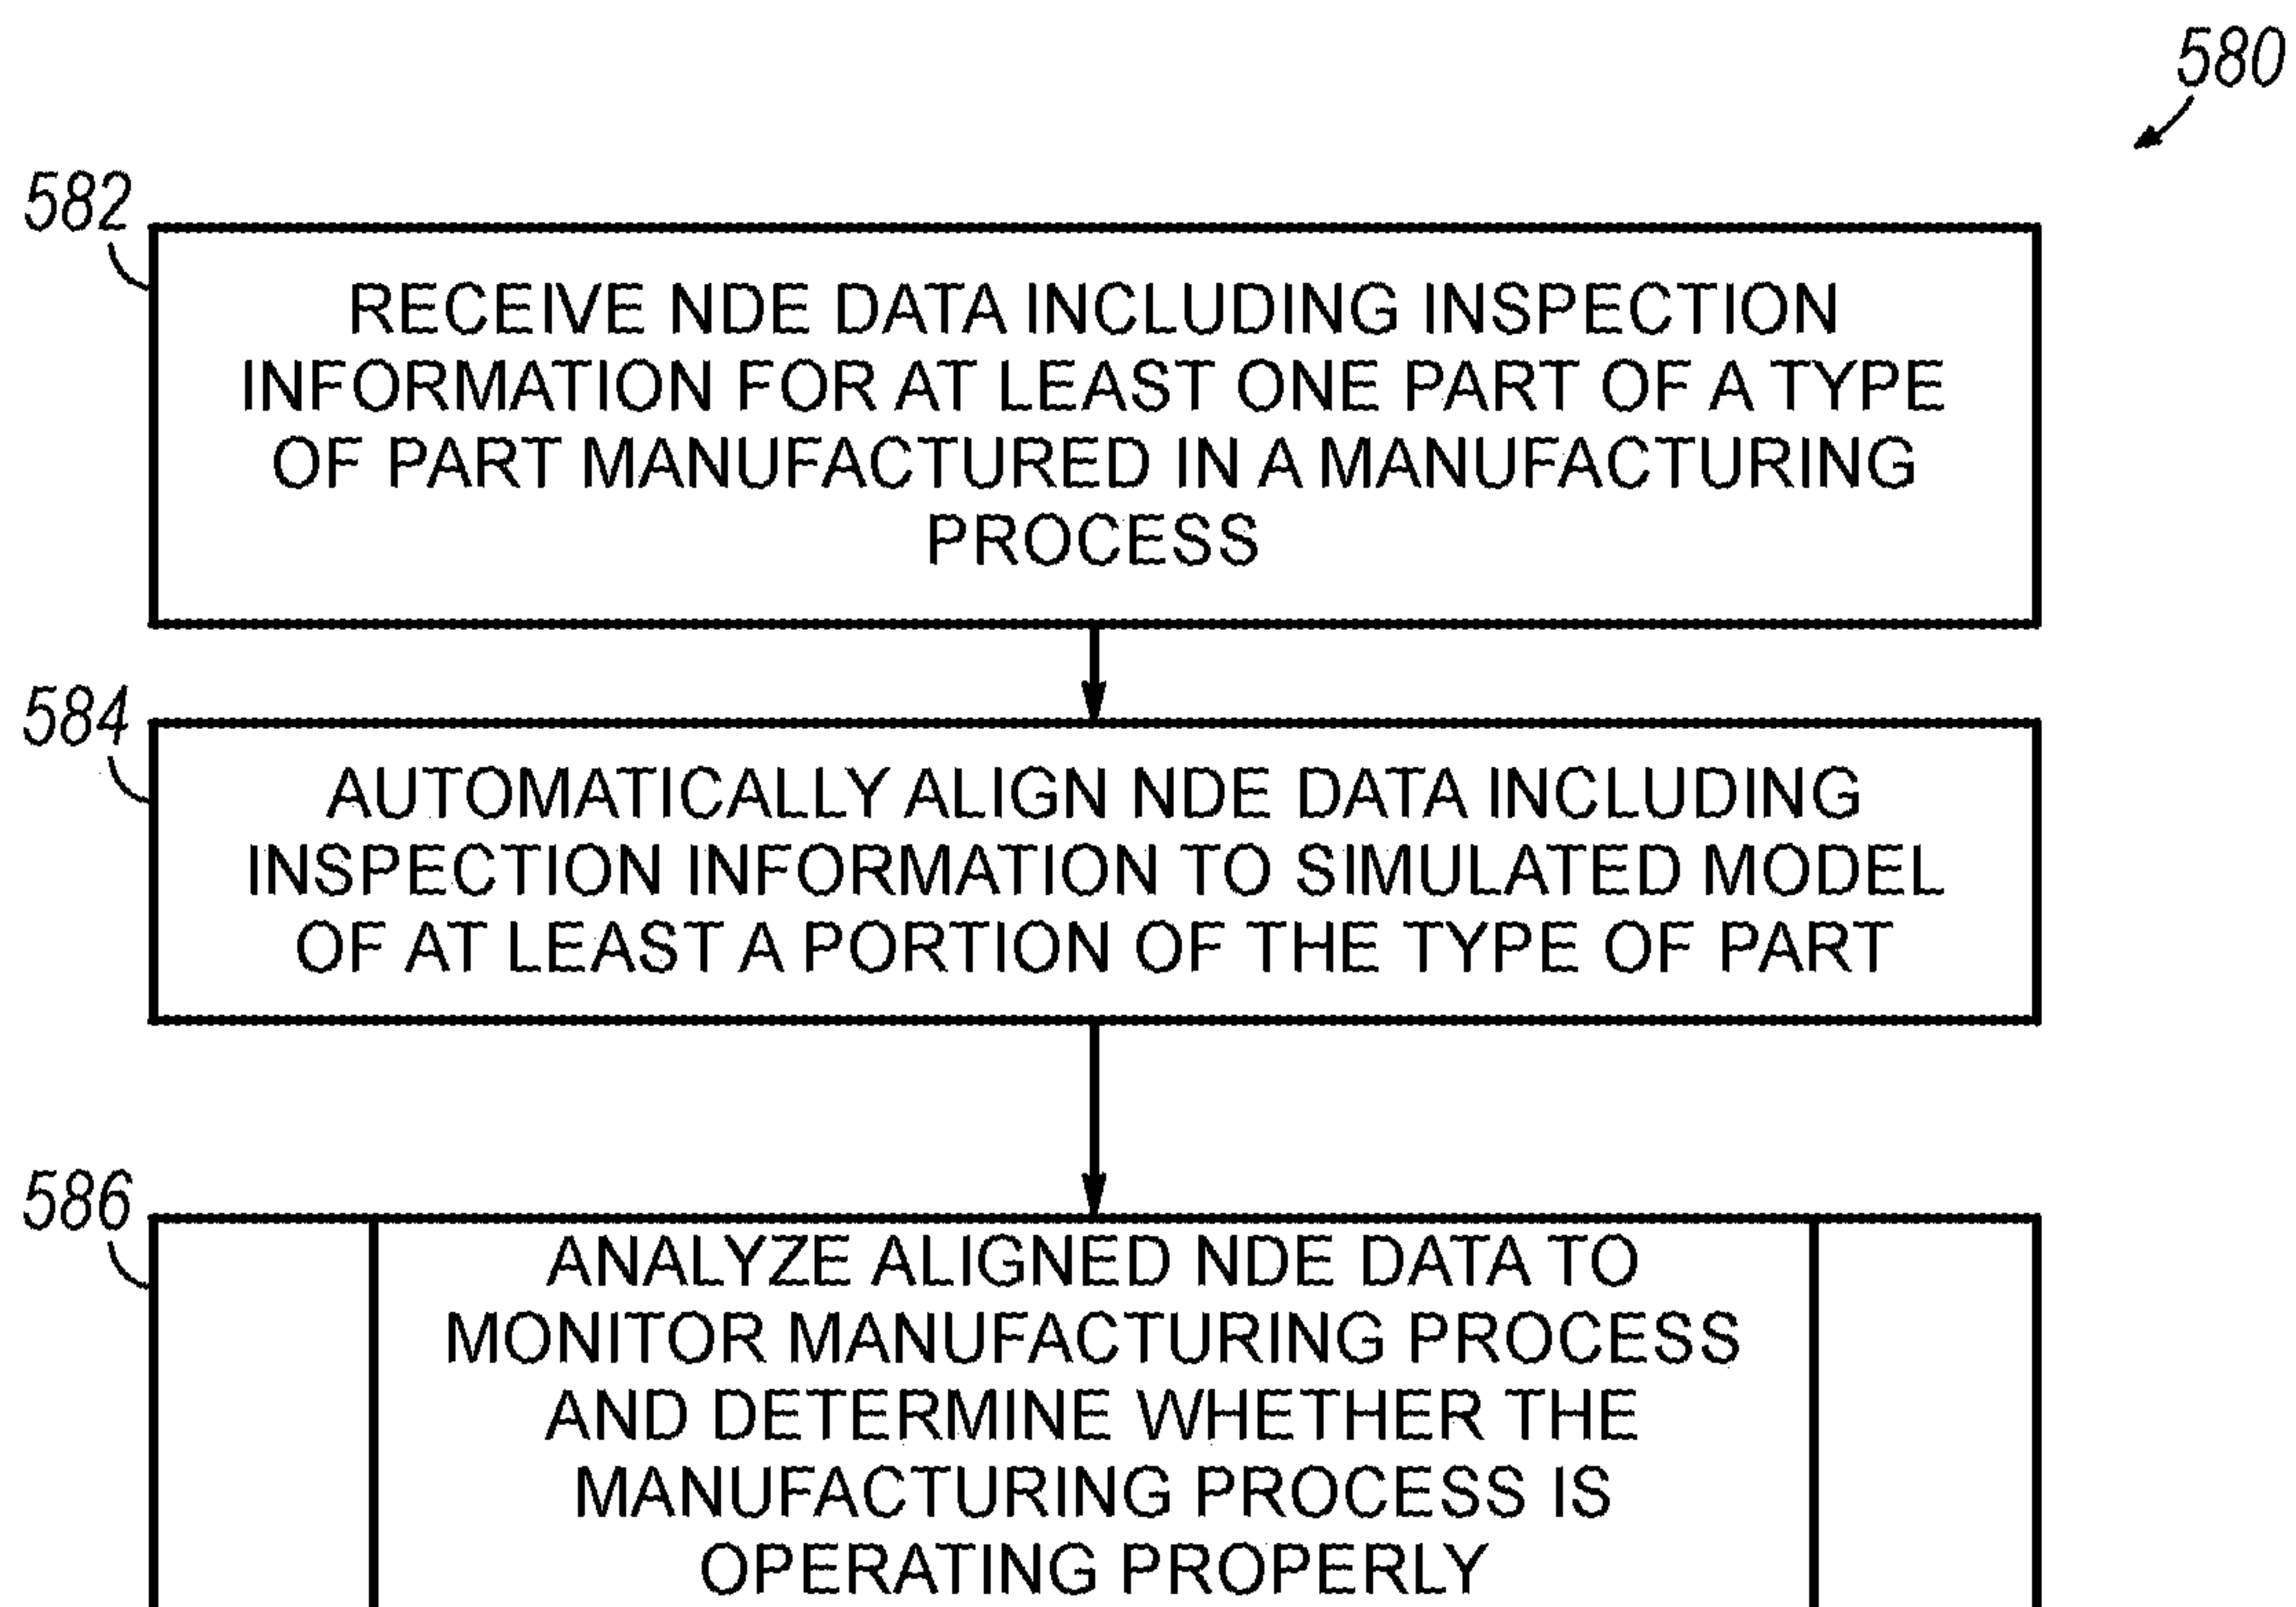 580
582
RECEIVE NDE DATA INCLUDING INSPECTION
INFORMATION FOR AT LEAST ONE PART OF A TYPE
OF PART MANUFACTURED IN A MANUFACTURING
PROCESS
584
AUTOMATICALLY ALIGN NDE DATA INCLUDING
INSPECTION INFORMATION TO SIMULATED MODEL
OF AT LEAST A PORTION OF THE TYPE OF PART
586
ANALYZE ALIGNED NDE DATA TO
MONITOR MANUFACTURING PROCESS
AND DETERMINE WHETHER THE
MANUFACTURING PROCESS IS
OPERATING PROPERLY